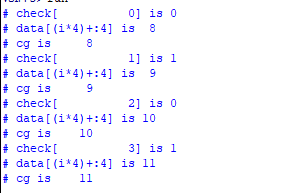 # check[          0] is 0
# data[(i*4)+:4] is  8
# cg is     8
# check[          1] is 1
# data[(i*4)+:4] is  9
# cg is     9
# check[          2] is 0
# data[(i*4)+:4] is 10
# cg is    10
# check[          3] is 1
# data[(i*4)+:4] is 11
# cg is    11